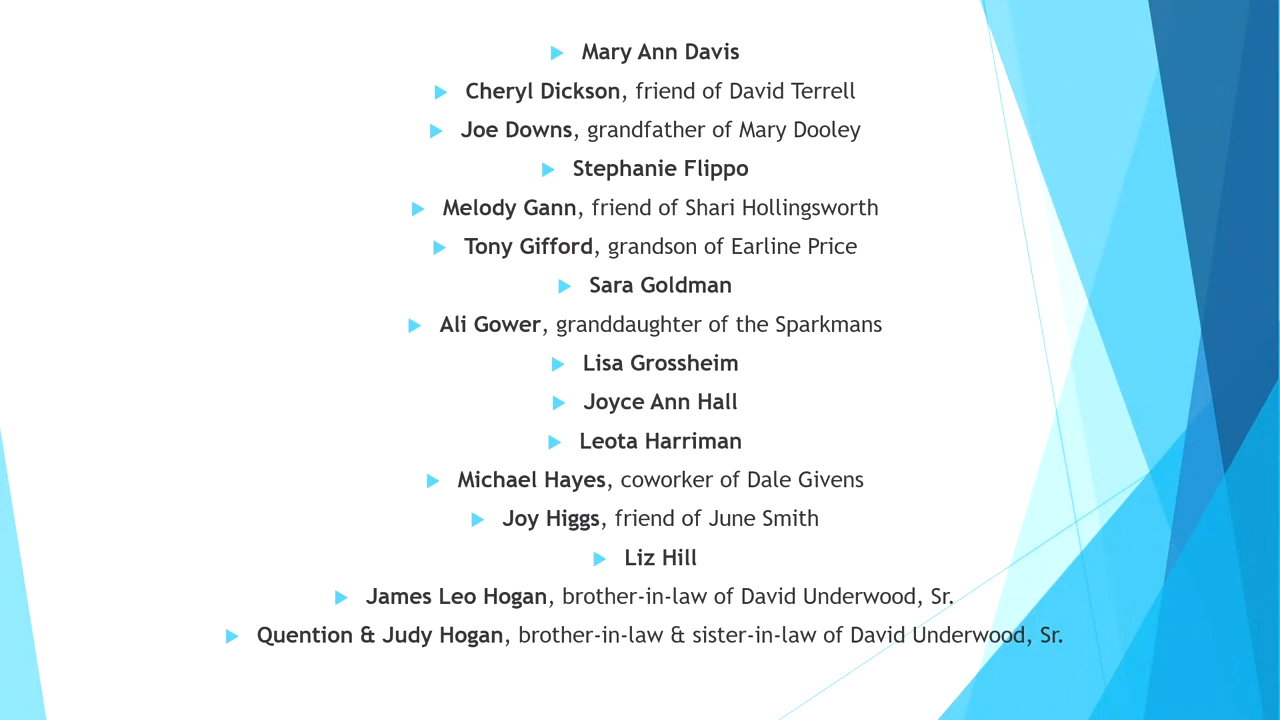 Mary Ann Davis
Cheryl Dickson, friend of David Terrell
Joe Downs, grandfather of Mary Dooley
Stephanie Flippo
Melody Gann, friend of Shari Hollingsworth
Tony Gifford, grandson of Earline Price
Sara Goldman
Ali Gower, granddaughter of the Sparkmans
Lisa Grossheim
Joyce Ann Hall
Leota Harriman
Michael Hayes, coworker of Dale Givens
Joy Higgs, friend of June Smith
Liz Hill
James Leo Hogan, brother-in-law of David Underwood, Sr.
Quention & Judy Hogan, brother-in-law & sister-in-law of David Underwood, Sr.